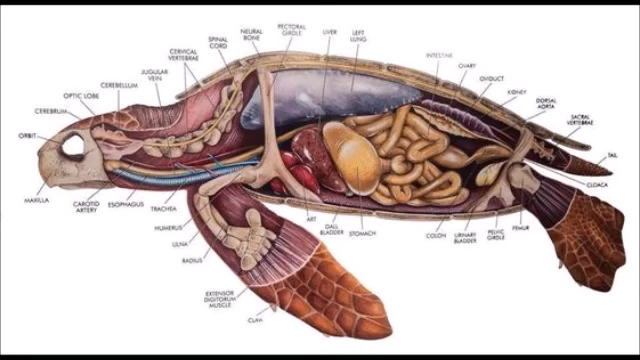 PECTORAL
GIRDLE
NEURAL
BONE
LIVER
LEFT
LUNG
SPINAL
CORD
CERVICAL
VERTEBRAE
INTESTINE
OVARY
JUGULAR
VEIN
OVIDUCT
CEREBELLUM
KIDNEY
OPTIC LOBE
DORSAL
AORTA
CEREBRUM
SACRAL
VERTEBRAE
ORBIT
TAIL
CLOACA
MAXILLA
CAROTID
ARTERY
ESOPHAGUS
TRACHEA
HUMERUS
ULNA
RADIUS
GALL
BLADDER
STOMACH
COLON
URINARY
BLADDER
PELVIC
GIRDLE
FEMUR
EXTENSOR
DIGITORUM
MUSCLE
CLAW